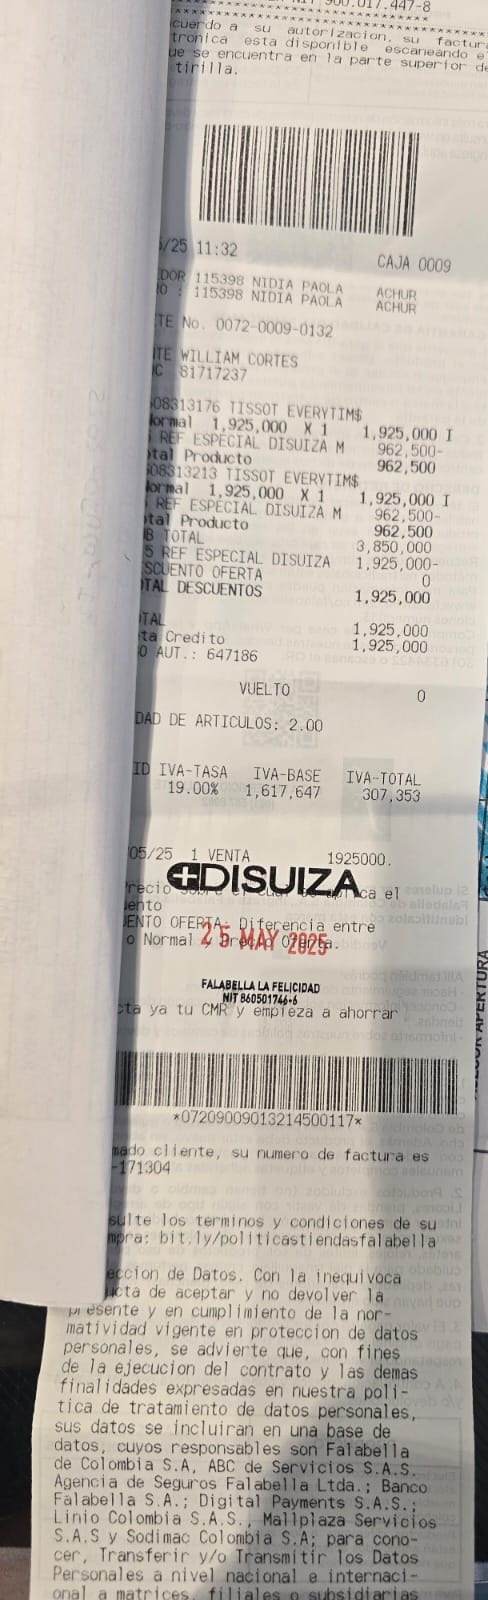 NIT 900.017.447-8
cuerdo a su autorizacion, su factur
tronica esta disponible escaneando e
ue se encuentra en la parte superior de
tirilla.
/25 11:32 CAJA 0009
DOR 115398 NIDIA PAOLA ACHUR
O : 115398 NIDIA PAOLA ACHUR
TE No. 0072-0009-0132
TE WILLIAM CORTES
C 81717237
608313176 TISSOT EVERYTIM$
ormal 1,925,000 X 1 1,925,000 I
REF ESPECIAL DISUIZA M 962,500-
tal Producto 962,500
608313213 TISSOT EVERYTIM$
ormal 1,925,000 X 1 1,925,000 I
REF ESPECIAL DISUIZA M 962,500-
tal Producto 962,500
B TOTAL 3,850,000
5 REF ESPECIAL DISUIZA 1,925,000-
SCUENTO OFERTA 0
TAL DESCUENTOS 1,925,000
TAL 1,925,000
ta Credito 1,925,000
O AUT.: 647186
VUELTO 0
DAD DE ARTICULOS: 2.00
ID IVA-TASA IVA-BASE IVA-TOTAL
19.00% 1,617,647 307,353
05/25 1 VENTA 1925000.
DISUIZA
recio sobre el cual se aplica el
ento
ENTO OFERTA: Diferencia entre
o Normal y Precio Oferta.
25 MAY 2025
FALABELLA LA FELICIDAD
NIT 860501746-6
cta ya tu CMR y empieza a ahorrar
*07209009013214500117*
mado cliente, su numero de factura es
-171304
sulte los terminos y condiciones de su
mpra: bit.ly/politicastiendasfalabella
eccion de Datos. Con la inequivoca
ucta de aceptar y no devolver la
presente y en cumplimiento de la nor-
matividad vigente en proteccion de datos
personales, se advierte que, con fines
de la ejecucion del contrato y las demas
finalidades expresadas en nuestra poli-
tica de tratamiento de datos personales,
sus datos se incluiran en una base de
datos, cuyos responsables son Falabella
de Colombia S.A, ABC de Servicios S.A.S.
Agencia de Seguros Falabella Ltda.; Banco
Falabella S.A.; Digital Payments S.A.S.;
Linio Colombia S.A.S., Mallplaza Servicios
S.A.S y Sodimac Colombia S.A; para cono-
cer, Transferir y/o Transmitir los Datos
Personales a nivel nacional e internaci-
onal a matrices, filiales o subsidiarias